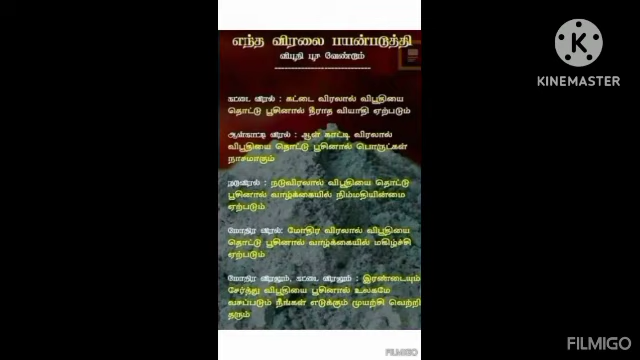 எந்த விரலை பயன்படுத்தி
விபூதி பூச வேண்டும்
கட்டை விரல் : கட்டை விரலால் விபூதியை
தொட்டு பூசினால் தீராத வியாதி ஏற்படும்
ஆள்காட்டி விரல் : ஆள் காட்டி விரலால்
விபூதியை தொட்டு பூசினால் பொருட்கள்
நாசமாகும்
நடுவிரல் : நடுவிரலால் விபூதியை தொட்டு
பூசினால் வாழ்க்கையில் நிம்மதியின்மை
ஏற்படும்
மோதிர விரல்: மோதிர விரலால் விபூதியை
தொட்டு பூசினால் வாழ்க்கையில் மகிழ்ச்சி
ஏற்படும்
மோதிர விரலும், கட்டை விரலும் : இரண்டையும்
சேர்த்து விபூதியை பூசினால் உலகமே
வசப்படும் நீங்கள் எடுக்கும் முயற்சி வெற்றி
தரும்
KINEMASTER
FILMIGO
FILMIGO